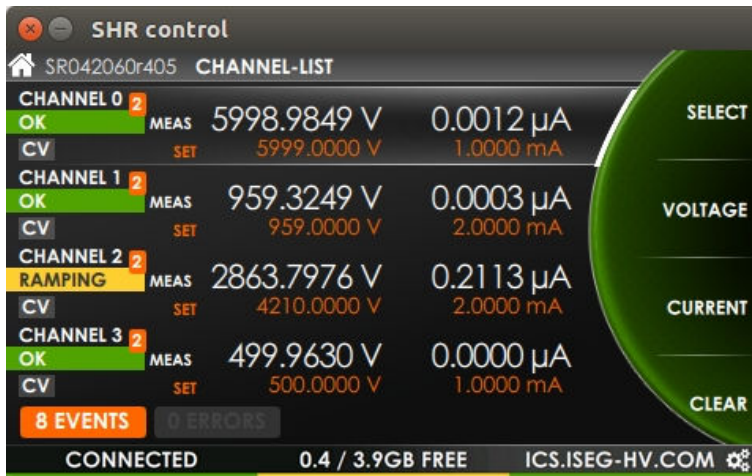 SHR control
SR042060r405 CHANNEL-LIST
CHANNEL 0 2
OK MEAS 5998.9849 V 0.0012 µA
CV SET 5999.0000 V 1.0000 mA
CHANNEL 1 2
OK MEAS 959.3249 V 0.0003 µA
CV SET 959.0000 V 2.0000 mA
CHANNEL 2 2
RAMPING MEAS 2863.7976 V 0.2113 µA
CV SET 4210.0000 V 2.0000 mA
CHANNEL 3 2
OK MEAS 499.9630 V 0.0000 µA
CV SET 500.0000 V 1.0000 mA
8 EVENTS 0 ERRORS
SELECT
VOLTAGE
CURRENT
CLEAR
CONNECTED 0.4 / 3.9GB FREE ICS.ISEG-HV.COM